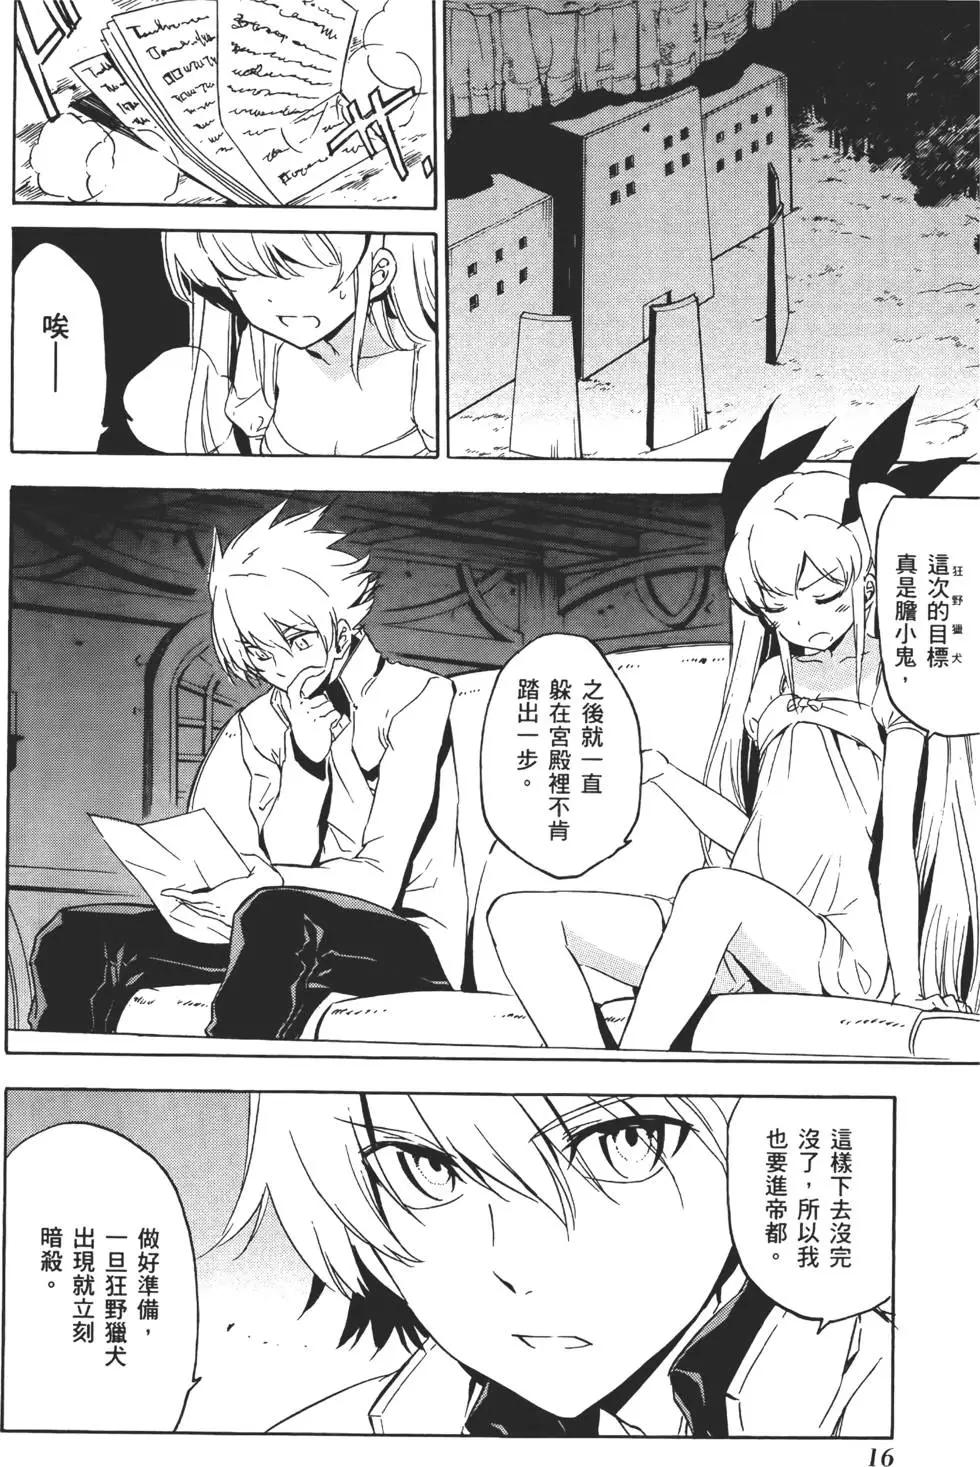 唉──
這次的目標
狂野獵犬
真是膽小鬼，
之後就一直
躲在宮殿裡不肯
踏出一步。
這樣下去沒完
沒了，所以我
也要進帝都。
做好準備，
一旦狂野獵犬
出現就立刻
暗殺。
16